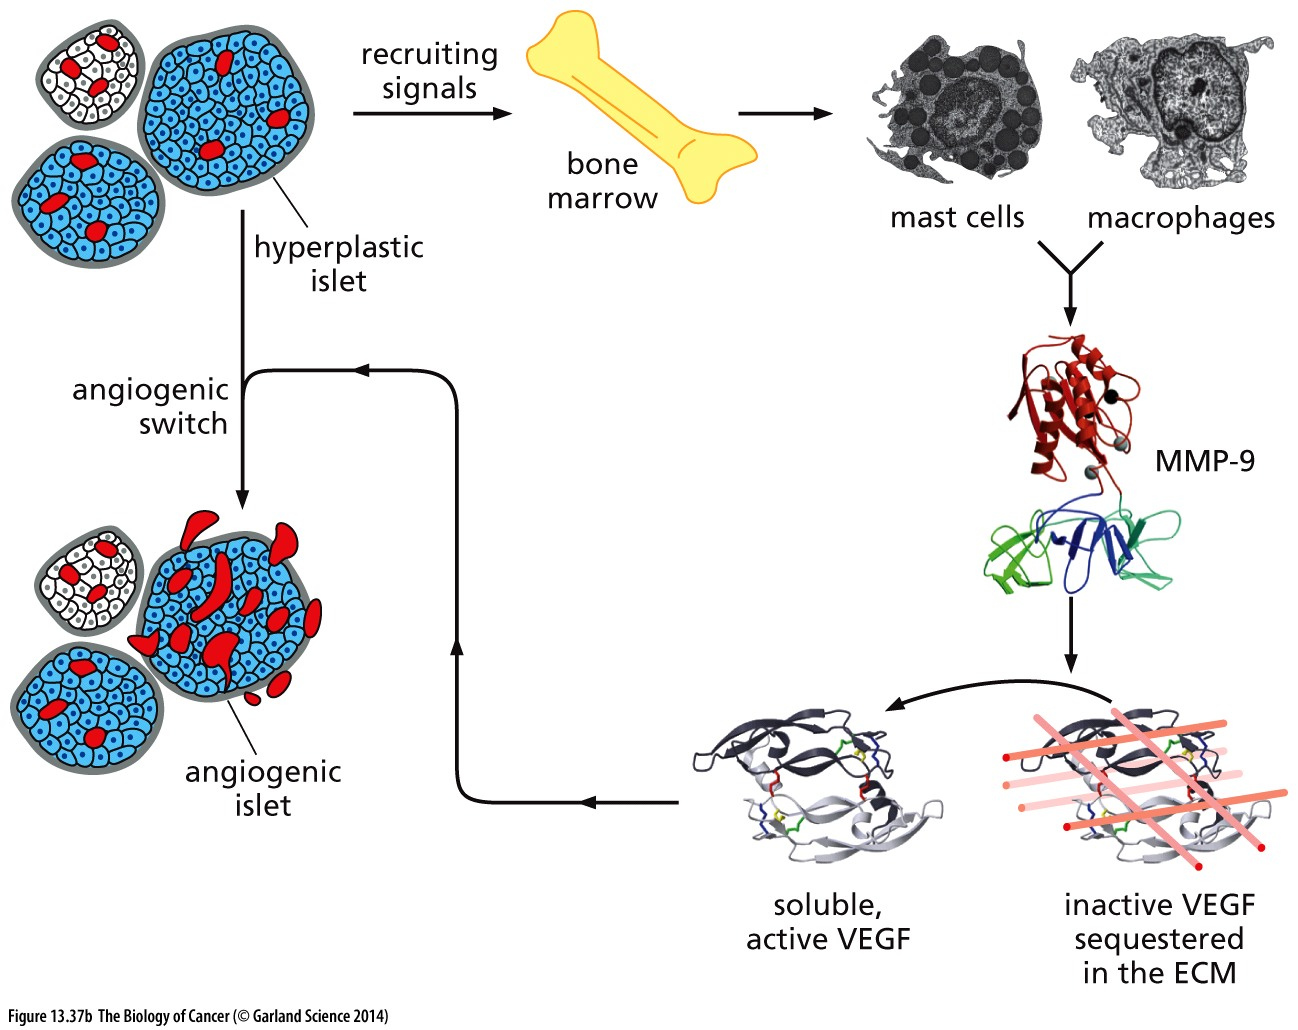 recruiting
signals
bone
marrow
mast cells
macrophages
hyperplastic
islet
angiogenic
switch
MMP-9
angiogenic
islet
soluble,
active VEGF
inactive VEGF
sequestered
in the ECM
Figure 13.37b The Biology of Cancer (© Garland Science 2014)